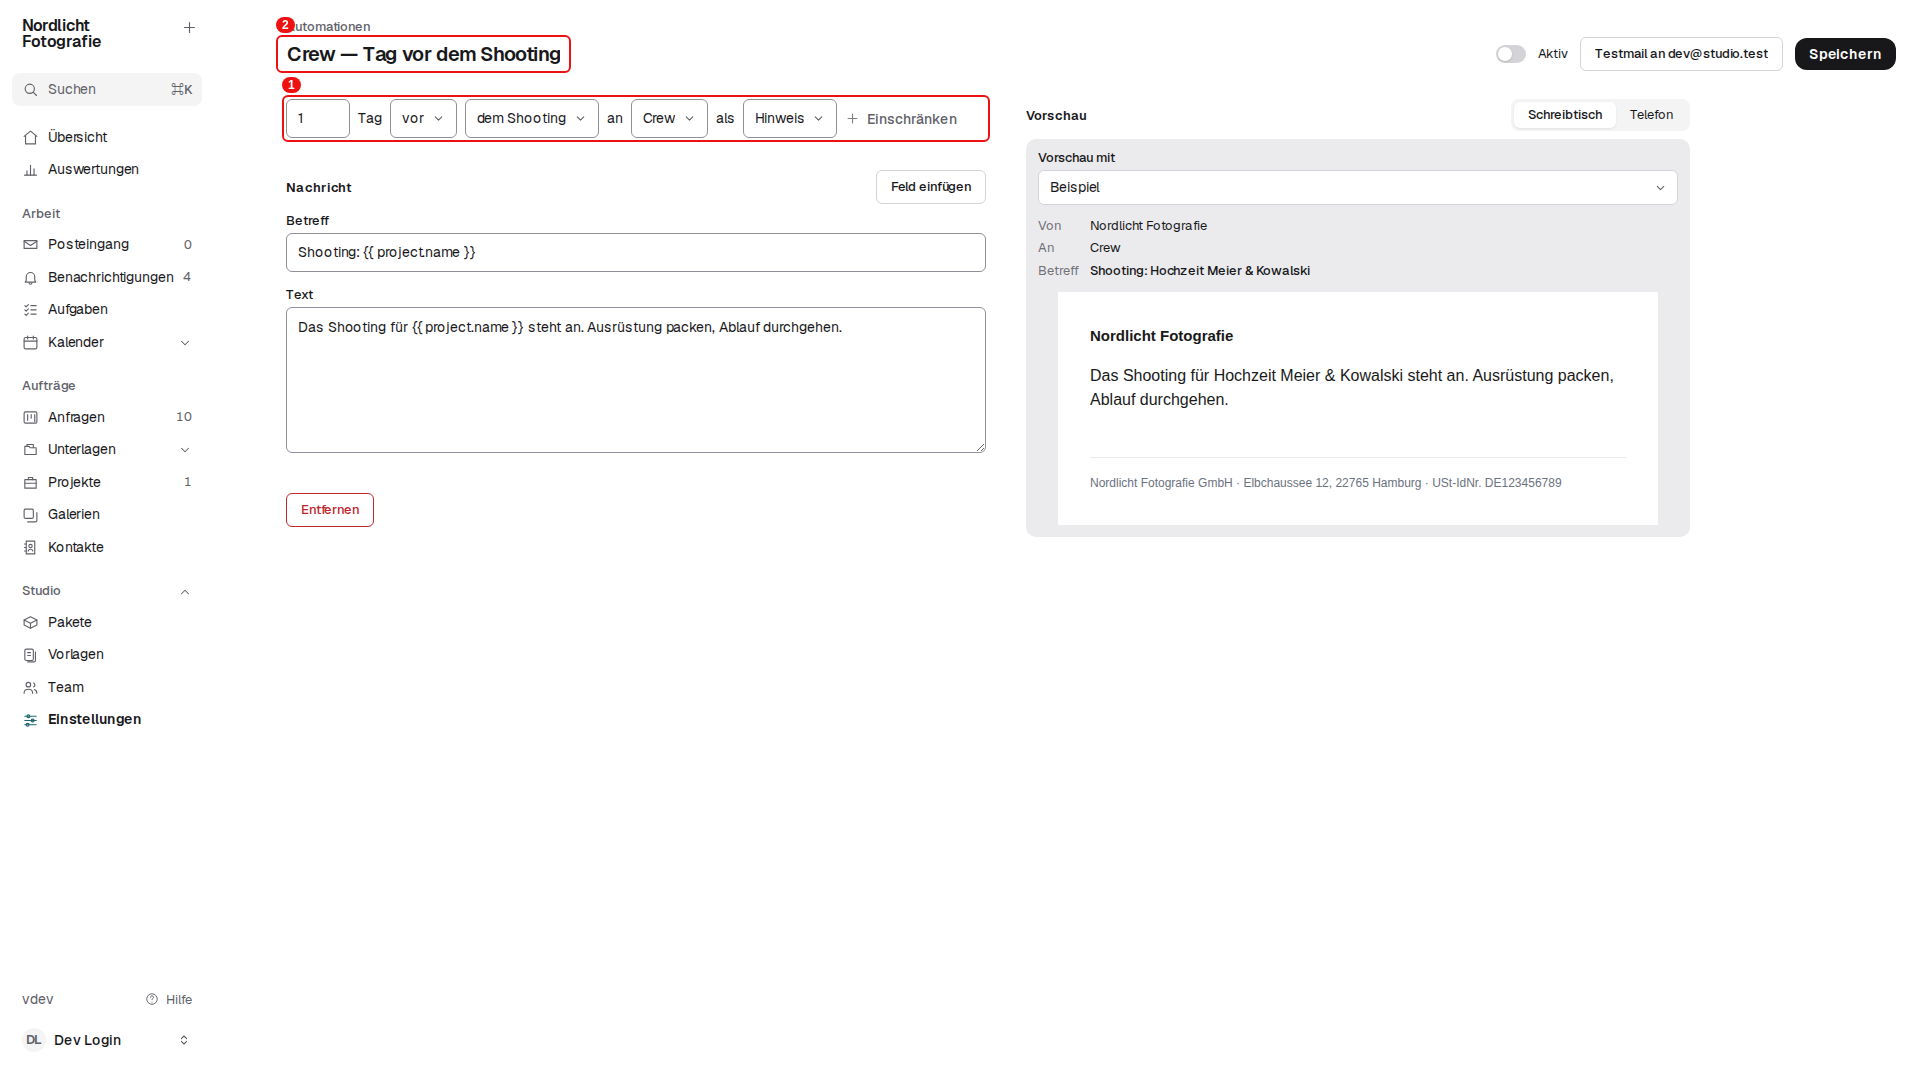 Nordlicht
Fotografie
Suchen ⌘K
Übersicht
Auswertungen
Arbeit
Posteingang 0
Benachrichtigungen 4
Aufgaben
Kalender
Aufträge
Anfragen 10
Unterlagen
Projekte 1
Galerien
Kontakte
Studio
Pakete
Vorlagen
Team
Einstellungen
vdev Hilfe
DL Dev Login
2 utomationen
Crew — Tag vor dem Shooting
Aktiv Testmail an dev@studio.test Speichern
1
1 Tag vor dem Shooting an Crew als Hinweis Einschränken
Nachricht Feld einfügen
Betreff
Shooting: {{ project.name }}
Text
Das Shooting für {{ project.name }} steht an. Ausrüstung packen, Ablauf durchgehen.
Entfernen
Vorschau Schreibtisch Telefon
Vorschau mit
Beispiel
Von Nordlicht Fotografie
An Crew
Betreff Shooting: Hochzeit Meier & Kowalski
Nordlicht Fotografie
Das Shooting für Hochzeit Meier & Kowalski steht an. Ausrüstung packen,
Ablauf durchgehen.
Nordlicht Fotografie GmbH · Elbchaussee 12, 22765 Hamburg · USt-IdNr. DE123456789